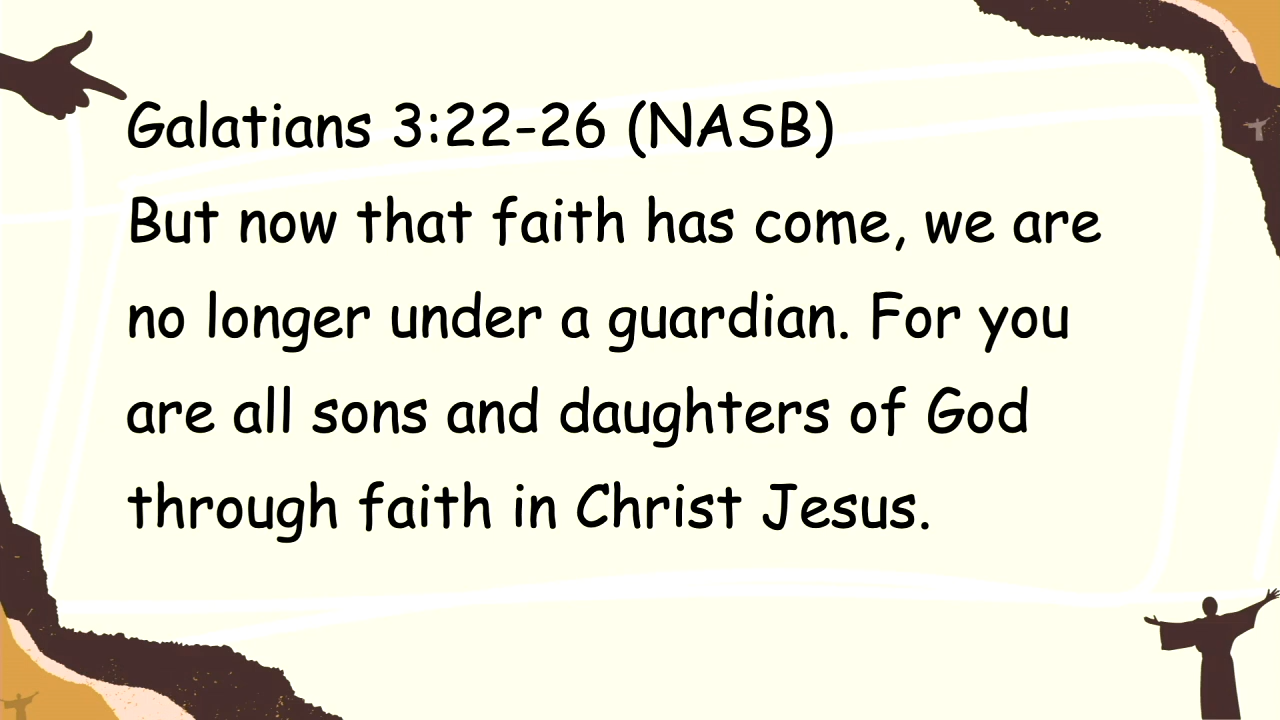 Galatians 3:22-26 (NASB)
But now that faith has come, we are
no longer under a guardian. For you
are all sons and daughters of God
through faith in Christ Jesus.